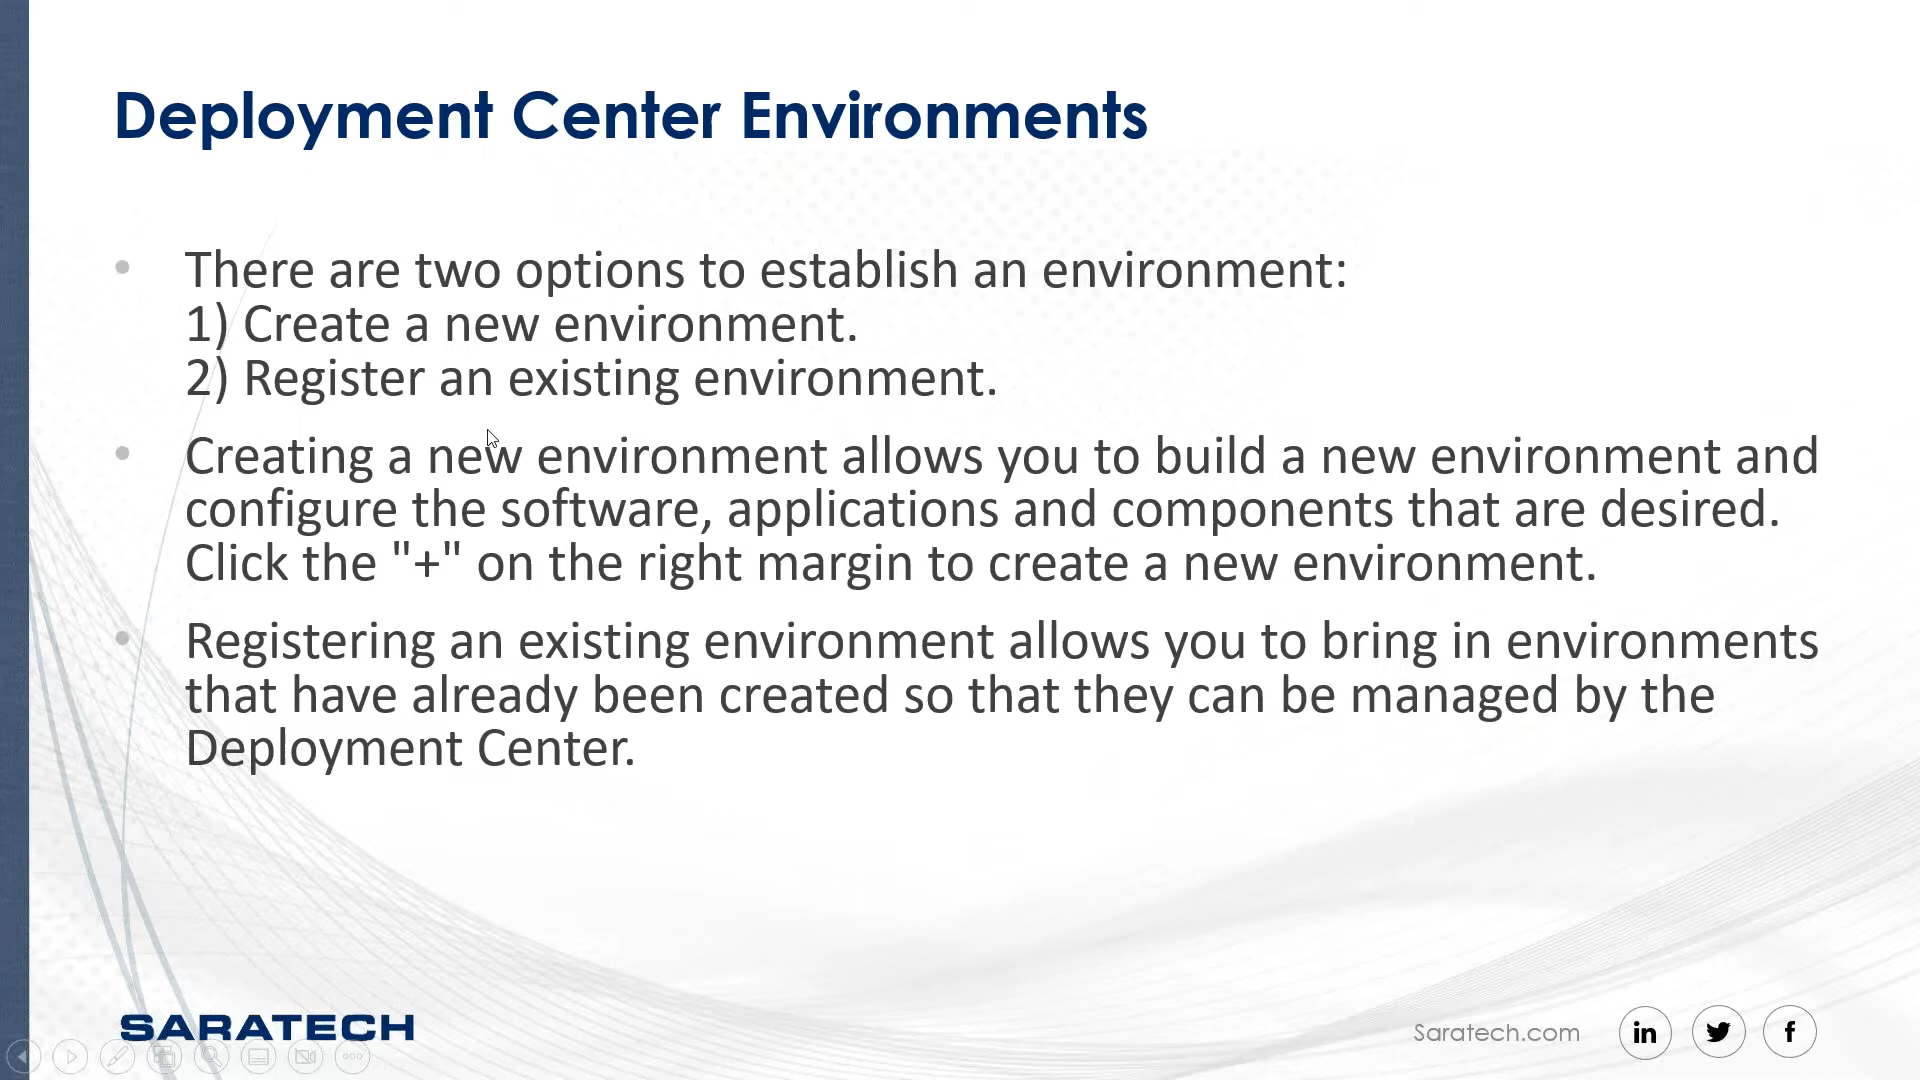 Deployment Center Environments
• There are two options to establish an environment:
1) Create a new environment.
2) Register an existing environment.
• Creating a new environment allows you to build a new environment and
configure the software, applications and components that are desired.
Click the "+" on the right margin to create a new environment.
• Registering an existing environment allows you to bring in environments
that have already been created so that they can be managed by the
Deployment Center.
SARATECH
Saratech.com
in
f